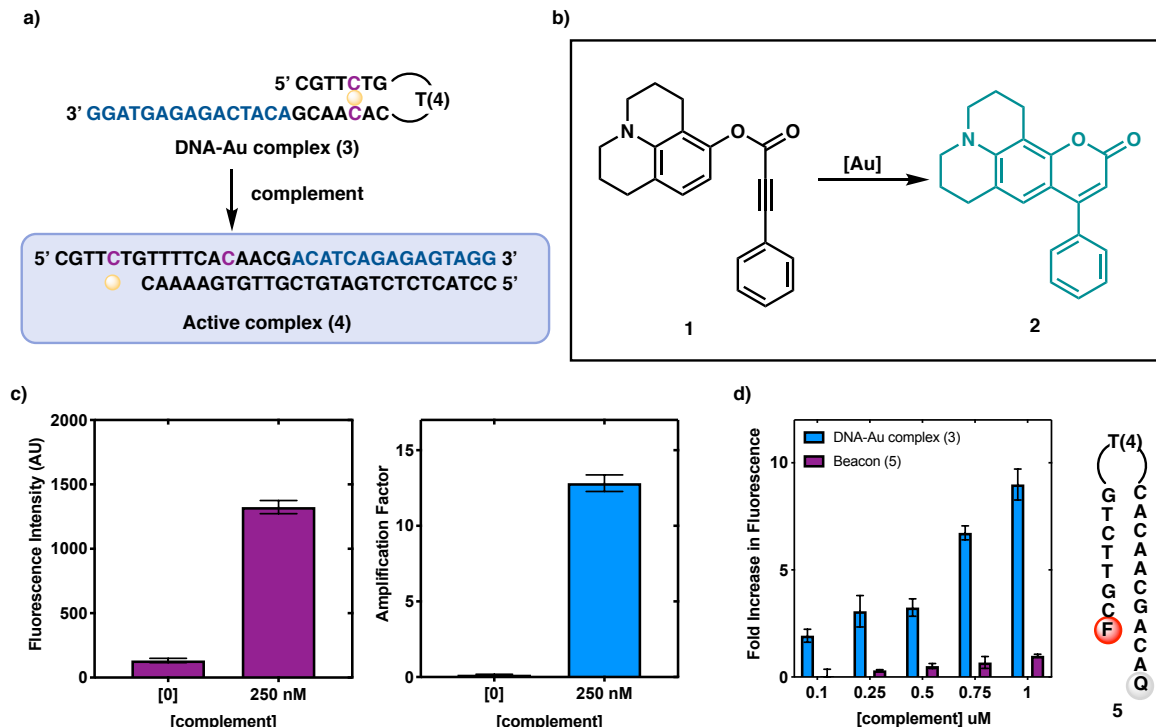 a)
5' CGTTCTG
T(4)
3' GGATGAGAGACTACAGCAACAC
DNA-Au complex (3)
complement
5' CGTTCTGTTTTCACAACGACATCAGAGAGTAGG 3'
CAAAAGTGTTGCTGTAGTCTCTCATCC 5'
Active complex (4)
b)
N
O
O
[Au]
N
O
O
1
2
c)
Fluorescence Intensity (AU)
2000
1500
1000
500
0
[0]
250 nM
[complement]
Amplification Factor
15
10
5
0
[0]
250 nM
[complement]
d)
DNA-Au complex (3)
Beacon (5)
Fold Increase in Fluorescence
10
5
0
0.1
0.25
0.5
0.75
1
[complement] uM
T(4)
G
T
C
T
T
G
C
F
C
A
C
A
A
C
G
A
C
A
Q
5